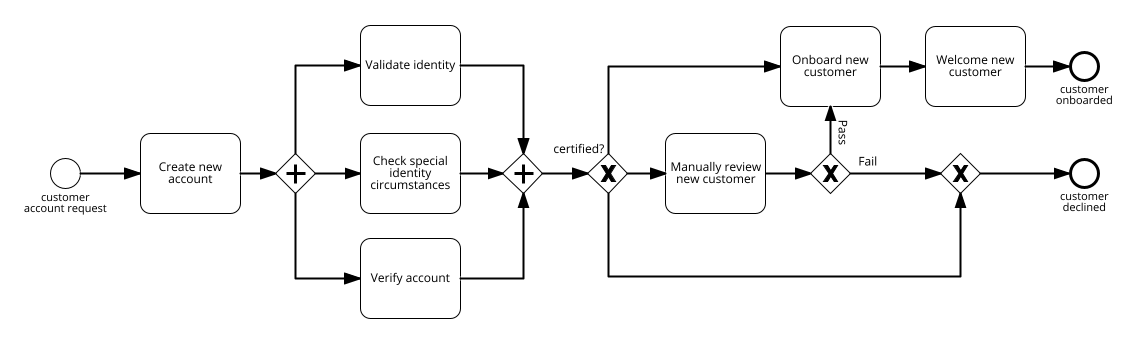 customer
account request
Create new
account
Validate identity
Check special
identity
circumstances
Verify account
certified?
Manually review
new customer
Pass
Fail
Onboard new
customer
Welcome new
customer
customer
onboarded
customer
declined